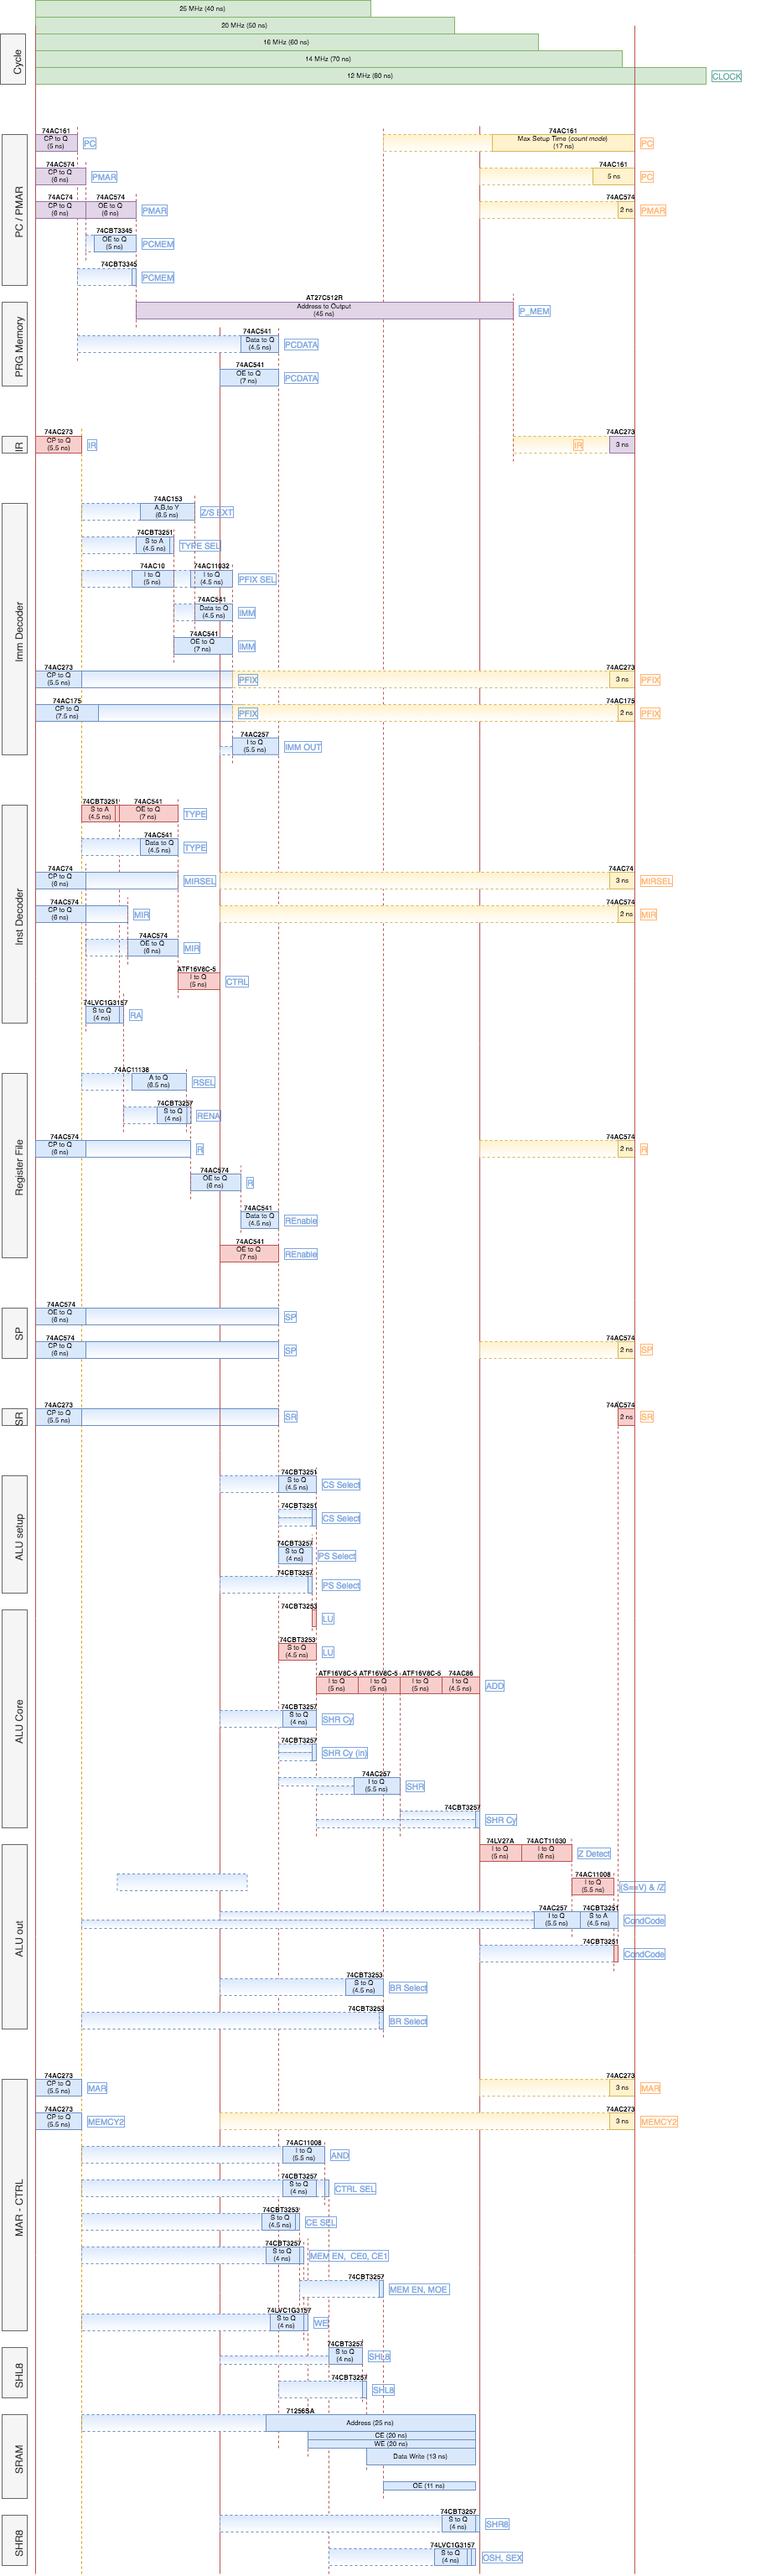 25 MHz (40 ns)
20 MHz (50 ns)
16 MHz (60 ns)
14 MHz (70 ns)
12 MHz (80 ns)
CLOCK
Cycle
PC / PMAR
74AC161
CP to Q
(5 ns)
PC
74AC161
Max Setup Time (count mode)
(17 ns)
PC
74AC574
CP to Q
(6 ns)
PMAR
74AC161
5 ns
PC
74AC74
CP to Q
(6 ns)
74AC574
OE to Q
(6 ns)
PMAR
74AC574
2 ns
PMAR
74CBT3345
OE to Q
(5 ns)
PCMEM
74CBT3345
PCMEM
PRG Memory
AT27C512R
Address to Output
(45 ns)
P_MEM
74AC541
Data to Q
(4.5 ns)
PCDATA
74AC541
OE to Q
(7 ns)
PCDATA
IR
74AC273
CP to Q
(5.5 ns)
IR
IR
74AC273
3 ns
Imm Decoder
74AC153
A,B,to Y
(6.5 ns)
Z/S EXT
74CBT3251
S to A
(4.5 ns)
TYPE SEL
74AC10
I to Q
(5 ns)
74AC11032
I to Q
(4.5 ns)
PFIX SEL
74AC541
Data to Q
(4.5 ns)
IMM
74AC541
OE to Q
(7 ns)
IMM
74AC273
CP to Q
(5.5 ns)
PFIX
74AC273
3 ns
PFIX
74AC175
CP to Q
(7.5 ns)
PFIX
74AC175
2 ns
PFIX
74AC257
I to Q
(5.5 ns)
IMM OUT
Inst Decoder
74CBT3251
S to A
(4.5 ns)
74AC541
OE to Q
(7 ns)
TYPE
74AC541
Data to Q
(4.5 ns)
TYPE
74AC74
CP to Q
(6 ns)
MIRSEL
74AC74
3 ns
MIRSEL
74AC574
CP to Q
(6 ns)
MIR
74AC574
2 ns
MIR
74AC574
OE to Q
(6 ns)
MIR
ATF16V8C-5
I to Q
(5 ns)
CTRL
74LVC1G3157
S to Q
(4 ns)
RA
Register File
74AC11138
A to Q
(6.5 ns)
RSEL
74CBT3257
S to Q
(4 ns)
RENA
74AC574
CP to Q
(6 ns)
R
74AC574
2 ns
R
74AC574
OE to Q
(6 ns)
R
74AC541
Data to Q
(4.5 ns)
REnable
74AC541
OE to Q
(7 ns)
REnable
SP
74AC574
OE to Q
(6 ns)
SP
74AC574
CP to Q
(6 ns)
SP
74AC574
2 ns
SP
SR
74AC273
CP to Q
(5.5 ns)
SR
74AC574
2 ns
SR
ALU setup
74CBT3251
S to Q
(4.5 ns)
CS Select
74CBT3251
CS Select
74CBT3257
S to Q
(4 ns)
PS Select
74CBT3257
PS Select
ALU Core
74CBT3253
LU
74CBT3253
S to Q
(4.5 ns)
LU
ATF16V8C-5
I to Q
(5 ns)
ATF16V8C-5
I to Q
(5 ns)
ATF16V8C-5
I to Q
(5 ns)
74AC86
I to Q
(4.5 ns)
ADD
74CBT3257
S to Q
(4 ns)
SHR Cy
74CBT3257
SHR Cy (in)
74AC257
I to Q
(5.5 ns)
SHR
74CBT3257
SHR Cy
ALU out
74LV27A
I to Q
(5 ns)
74ACT11030
I to Q
(6 ns)
Z Detect
74AC11008
I to Q
(5.5 ns)
(S==V) & /Z
74AC257
I to Q
(5.5 ns)
74CBT3251
S to A
(4.5 ns)
CondCode
74CBT3251
CondCode
74CBT3253
S to Q
(4.5 ns)
BR Select
74CBT3253
BR Select
MAR - CTRL
74AC273
CP to Q
(5.5 ns)
MAR
74AC273
3 ns
MAR
74AC273
CP to Q
(5.5 ns)
MEMCY2
74AC273
3 ns
MEMCY2
74AC11008
I to Q
(5.5 ns)
AND
74CBT3257
S to Q
(4 ns)
CTRL SEL
74CBT3253
S to Q
(4.5 ns)
CE SEL
74CBT3257
S to Q
(4 ns)
MEM EN, CE0, CE1
74CBT3257
MEM EN, MOE
74LVC1G3157
S to Q
(4 ns)
WE
SHL8
74CBT3257
S to Q
(4 ns)
SHL8
74CBT3257
SHL8
SRAM
71256SA
Address (25 ns)
CE (20 ns)
WE (20 ns)
Data Write (13 ns)
OE (11 ns)
SHR8
74CBT3257
S to Q
(4 ns)
SHR8
74LVC1G3157
S to Q
(4 ns)
OSH, SEX